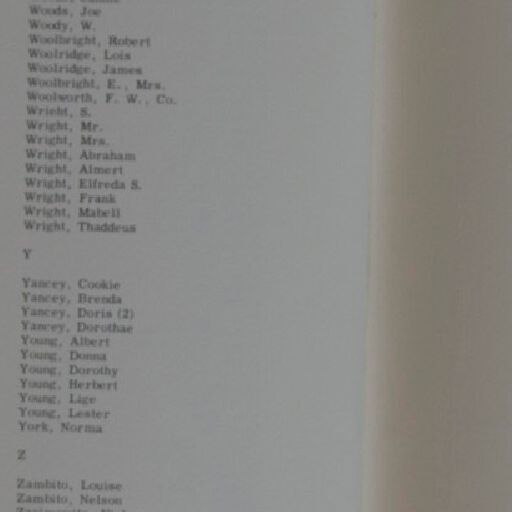 Woods, Joe
Woody, W.
Woolbright, Robert
Woolridge, Lois
Woolridge, James
Woolbright, E., Mrs.
Woolworth, F. W., Co.
Wright, S.
Wright, Mr.
Wright, Mrs.
Wright, Abraham
Wright, Almert
Wright, Elfreda S.
Wright, Frank
Wright, Mabell
Wright, Thaddeus
Y
Yancey, Cookie
Yancey, Brenda
Yancey, Doris (2)
Yancey, Dorothae
Young, Albert
Young, Donna
Young, Dorothy
Young, Herbert
Young, Lige
Young, Lester
York, Norma
Z
Zambito, Louise
Zambito, Nelson